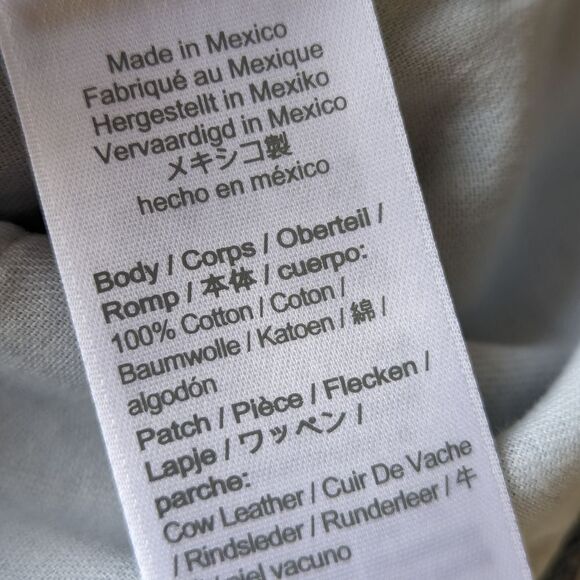 Made in Mexico
Fabriqué au Mexique
Hergestellt in Mexiko
Vervaardigd in Mexico
メキシコ製
hecho en méxico
Body / Corps / Oberteil /
Romp / 本体 / cuerpo:
100% Cotton / Coton /
Baumwolle / Katoen / 綿 /
algodón
Patch / Pièce / Flecken /
Lapje / ワッペン /
parche:
Cow Leather / Cuir De Vache
/ Rindsleder / Runderleer / 牛
/ piel vacuno